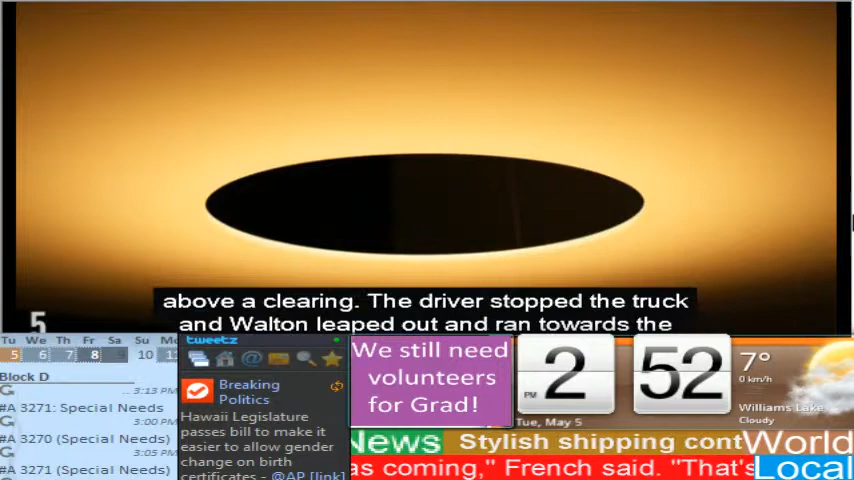 above a clearing. The driver stopped the truck
and Walton leaped out and ran towards the
5
Tu We Th Fr Sa Su Mo
5 6 7 8 9 10 11
Block D
3:13 PM
#A 3271: Special Needs
3:00 PM
#A 3270 (Special Needs)
3:05 PM
#A 3271 (Special Needs)
tweetz
Breaking
Politics
Hawaii Legislature
passes bill to make it
easier to allow gender
change on birth
certificates - @AP [link]
We still need
volunteers
for Grad!
PM 2 52
Tue, May 5
7°
0 km/h
Williams Lake
Cloudy
News Stylish shipping cont World
as coming," French said. "That's Local